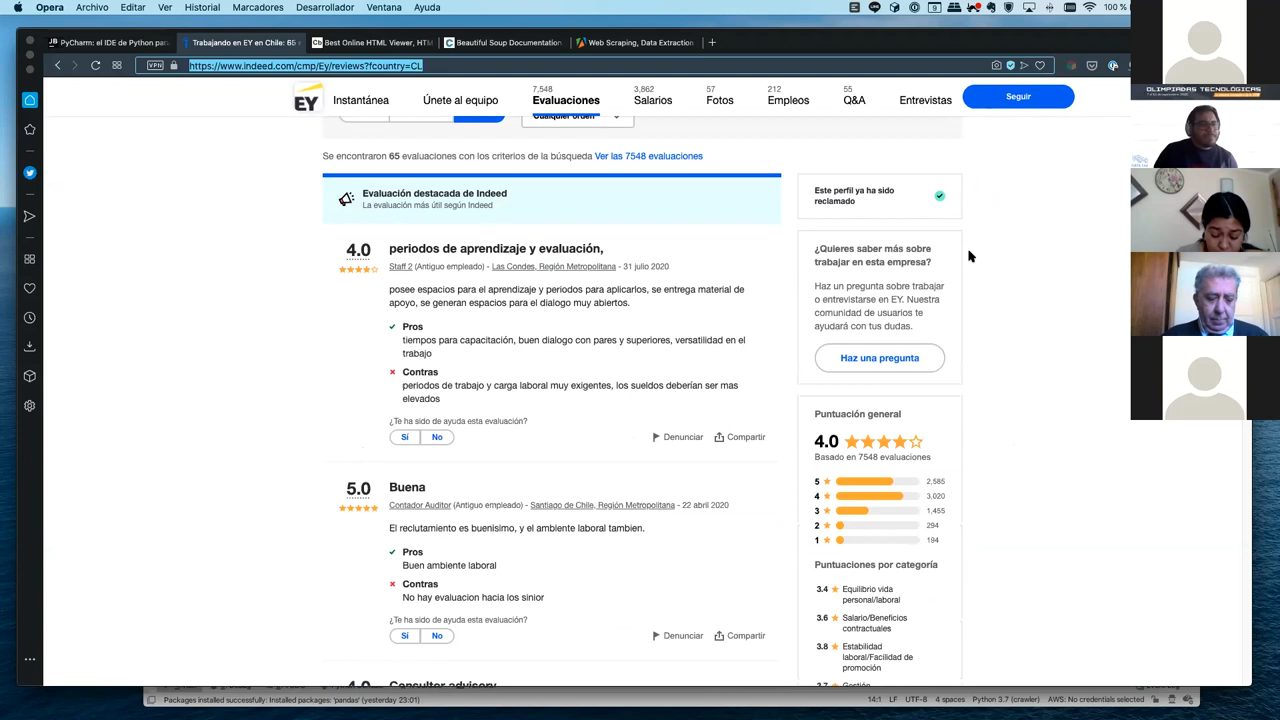 Opera Archivo Editar Ver Historial Marcadores Desarrollador Ventana Ayuda
100 %
PyCharm: el IDE de Python para
Trabajando en EY en Chile: 65 e
Best Online HTML Viewer, HTM
Beautiful Soup Documentation
Web Scraping, Data Extraction
VPN https://www.indeed.com/cmp/Ey/reviews?country=CL
OLIMPIADAS TECNOLÓGICAS
7,548 3,862 57 212 55
EY Instantánea Únete al equipo Evaluaciones Salarios Fotos Empleos Q&A Entrevistas Seguir
Cualquier orden
Se encontraron 65 evaluaciones con los criterios de la búsqueda Ver las 7548 evaluaciones
Evaluación destacada de Indeed
La evaluación más útil según Indeed
4.0 periodos de aprendizaje y evaluación,
Staff 2 (Antiguo empleado) - Las Condes, Región Metropolitana - 31 julio 2020
posee espacios para el aprendizaje y periodos para aplicarlos, se entrega material de
apoyo, se generan espacios para el dialogo muy abiertos.
Pros
tiempos para capacitación, buen dialogo con pares y superiores, versatilidad en el
trabajo
Contras
periodos de trabajo y carga laboral muy exigentes, los sueldos deberían ser mas
elevados
¿Te ha sido de ayuda esta evaluación?
Sí No Denunciar Compartir
5.0 Buena
Contador Auditor (Antiguo empleado) - Santiago de Chile, Región Metropolitana - 22 abril 2020
El reclutamiento es buenisimo, y el ambiente laboral tambien.
Pros
Buen ambiente laboral
Contras
No hay evaluacion hacia los sinior
¿Te ha sido de ayuda esta evaluación?
Sí No Denunciar Compartir
4.0 Consultor advisory
Este perfil ya ha sido
reclamado
¿Quieres saber más sobre
trabajar en esta empresa?
Haz un pregunta sobre trabajar
o entrevistarse en EY. Nuestra
comunidad de usuarios te
ayudará con tus dudas.
Haz una pregunta
Puntuación general
4.0
Basado en 7548 evaluaciones
5 2,585
4 3,020
3 1,455
2 294
1 194
Puntuaciones por categoría
3.4 Equilibrio vida
personal/laboral
3.6 Salario/Beneficios
contractuales
3.8 Estabilidad
laboral/Facilidad de
promoción
3.7 Gestión
Packages installed successfully: Installed packages: 'pandas' (yesterday 23:01)
14:1 LF UTF-8 4 spaces Python 3.7 (crawler) AWS: No credentials selected